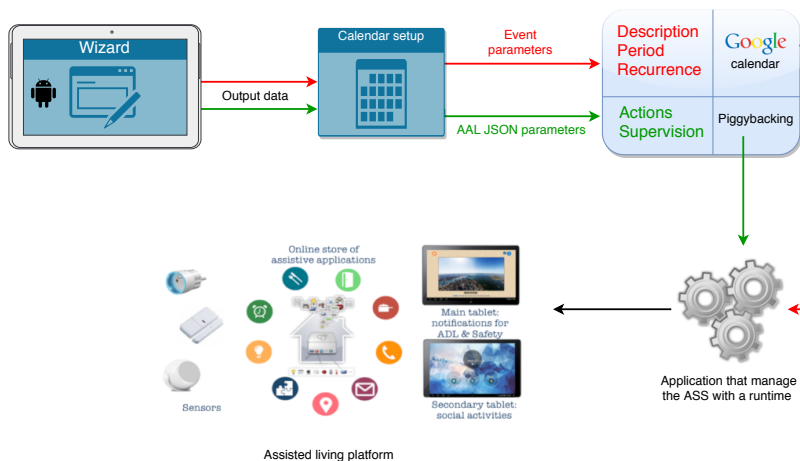 Wizard
Output data
Calendar setup
Event
parameters
AAL JSON parameters
Description
Period
Recurrence
Google
calendar
Actions
Supervision
Piggybacking
Online store of
assistive applications
Sensors
Main tablet:
notifications for
ADL & Safety
Secondary tablet:
social activities
Application that manage
the ASS with a runtime
Assisted living platform